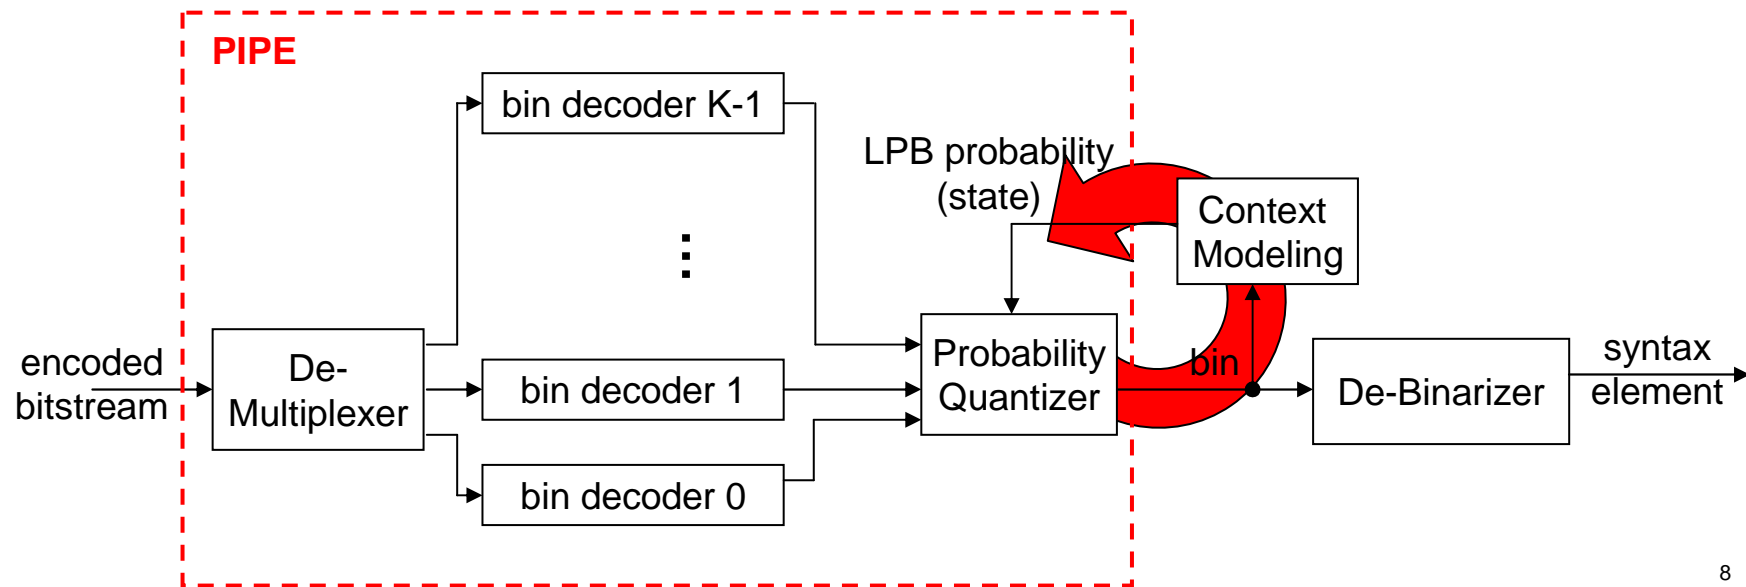 PIPE
bin decoder K-1
LPB probability
(state)
Context
Modeling
encoded
bitstream
De-
Multiplexer
bin decoder 1
Probability
Quantizer
bin
De-Binarizer
syntax
element
bin decoder 0
8